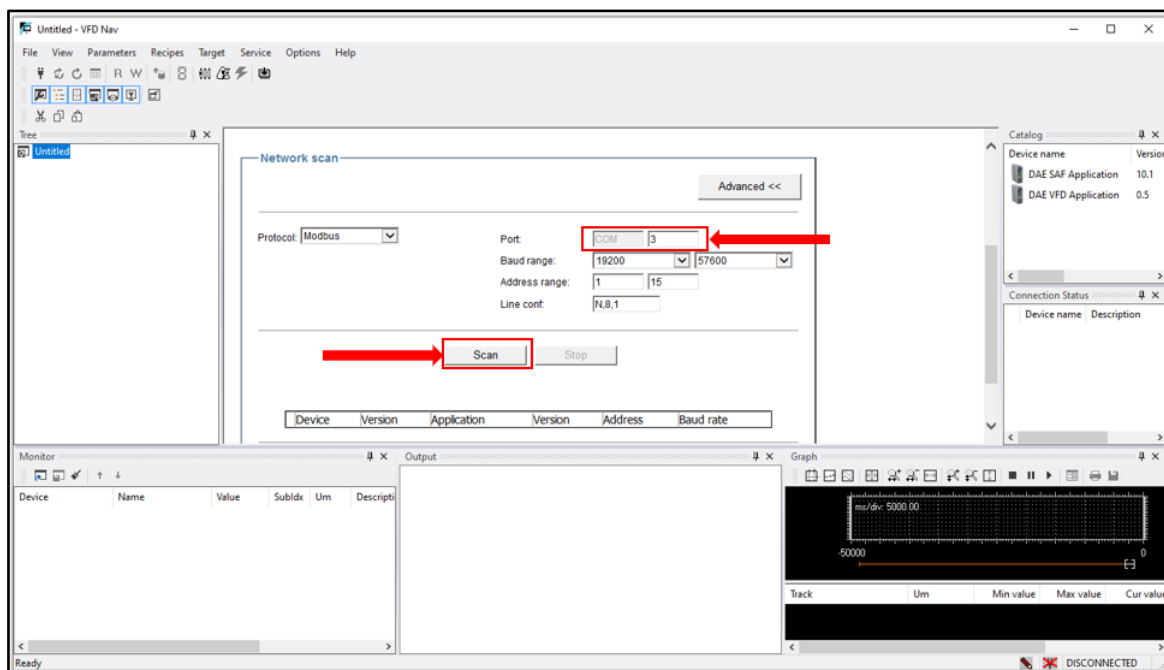 Untitled - VFD Nav
File View Parameters Recipes Target Service Options Help
R W
Tree
Untitled
Network scan
Advanced <<
Protocol: Modbus
Port: COM 3
Baud range: 19200 57600
Address range: 1 15
Line conf: N,8,1
Scan Stop
Device Version Application Version Address Baud rate
Catalog
Device name Version
DAE SAF Application 10.1
DAE VFD Application 0.5
Connection Status
Device name Description
Monitor
Device Name Value SubIdx Um Descripti
Output
Graph
ms/div: 5000.00
-50000 0
Track Um Min value Max value Cur value
Ready DISCONNECTED